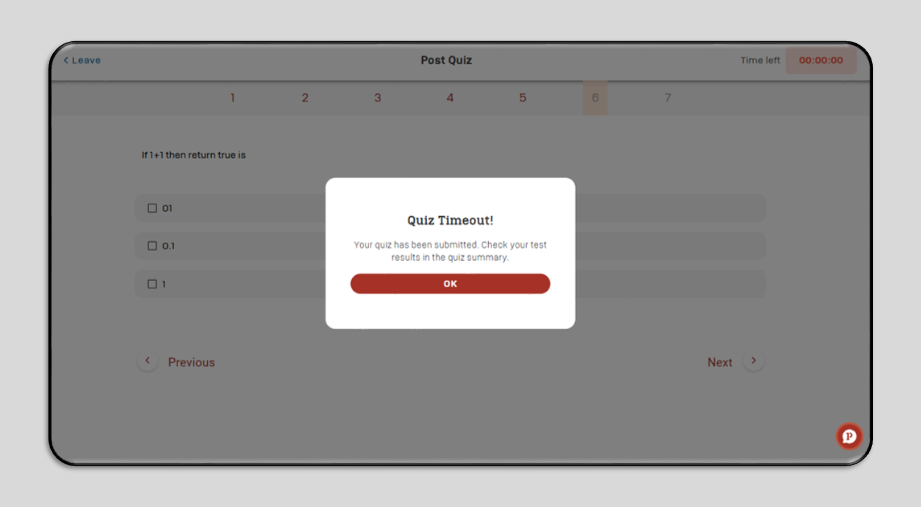 Leave
Post Quiz
Time left 00:00:00
1 2 3 4 5 6 7
If 1+1 then return true is
01
0.1
1
Quiz Timeout!
Your quiz has been submitted. Check your test
results in the quiz summary.
OK
Previous
Next
P